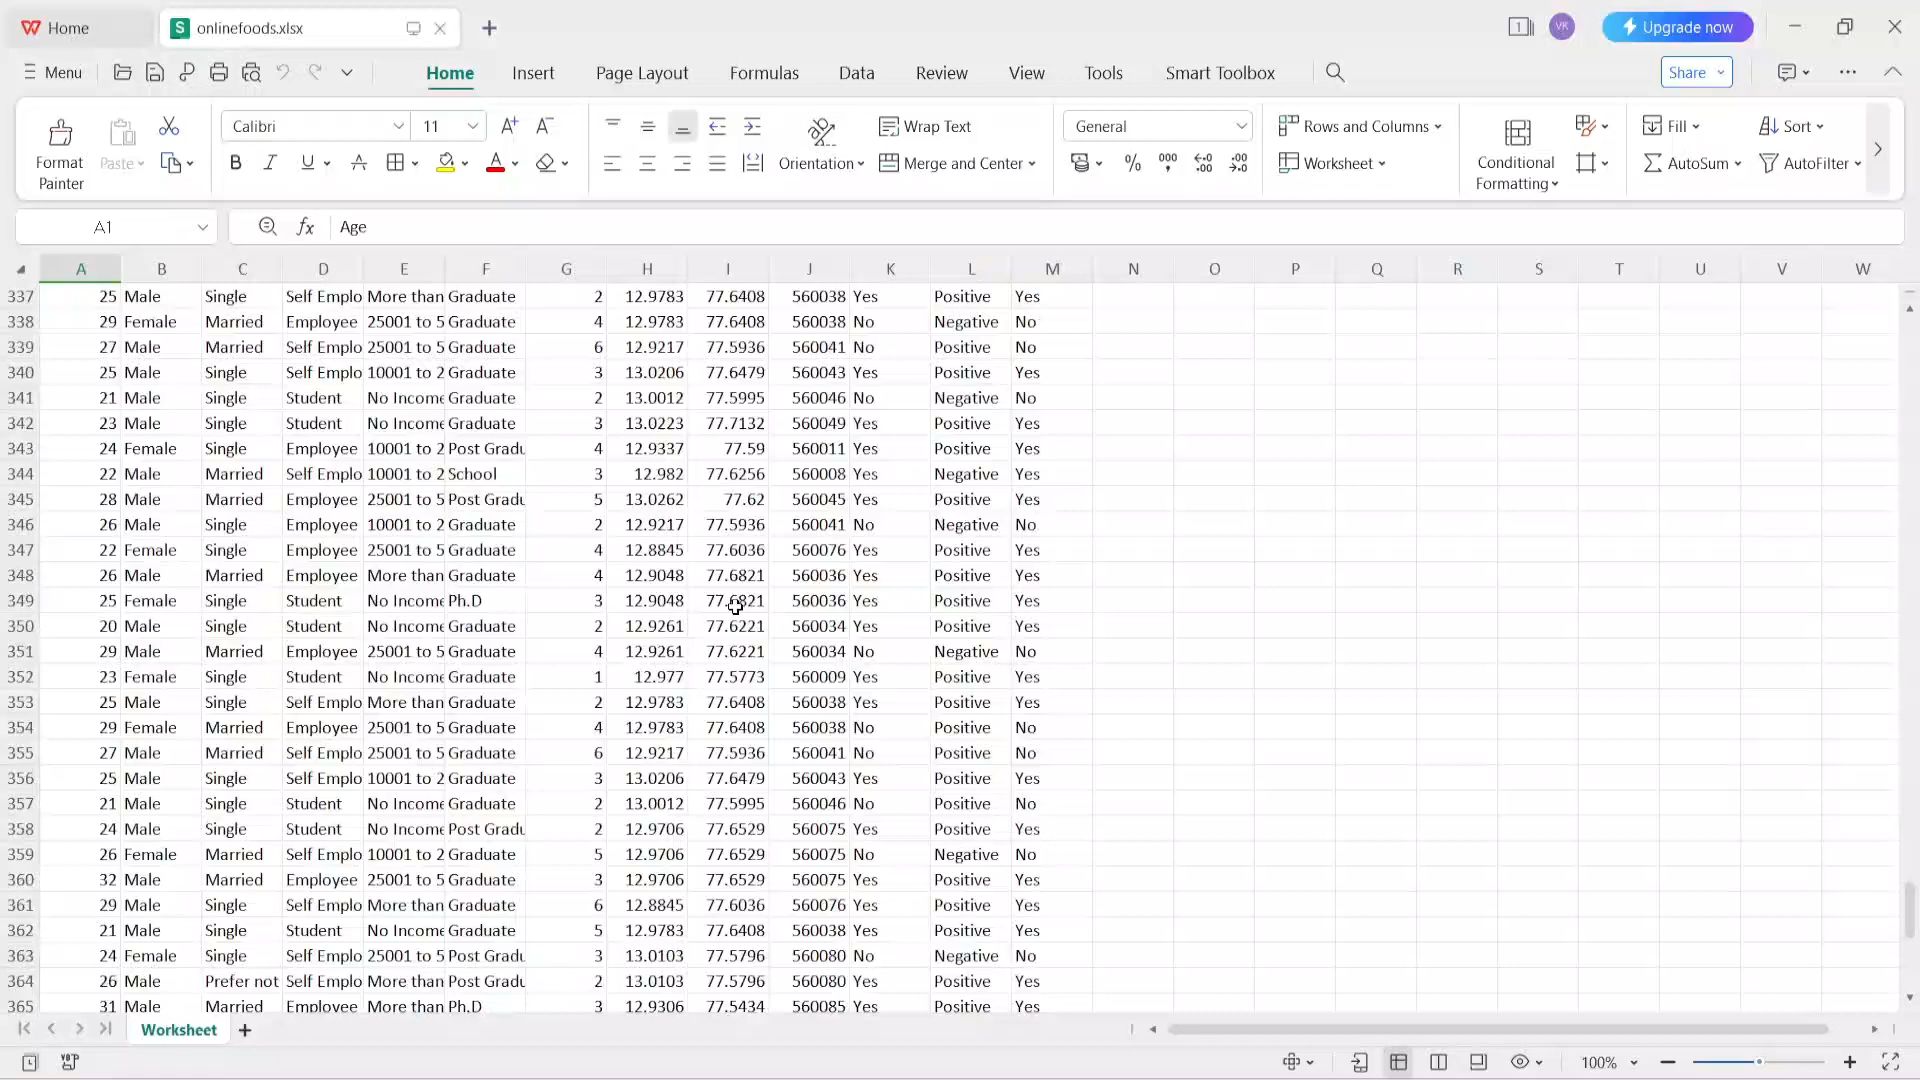 Home
onlinefoods.xlsx
1
VK
Upgrade now
Menu
Home
Insert
Page Layout
Formulas
Data
Review
View
Tools
Smart Toolbox
Share
Format
Painter
Paste
Calibri
11
Orientation
Wrap Text
Merge and Center
General
Rows and Columns
Worksheet
Conditional
Formatting
Fill
AutoSum
Sort
AutoFilter
A1
fx
Age
A B C D E F G H I J K L M N O P Q R S T U V W
337 25 Male Single Self Emplo More than Graduate 2 12.9783 77.6408 560038 Yes Positive Yes
338 29 Female Married Employee 25001 to 5 Graduate 4 12.9783 77.6408 560038 No Negative No
339 27 Male Married Self Emplo 25001 to 5 Graduate 6 12.9217 77.5936 560041 No Positive No
340 25 Male Single Self Emplo 10001 to 2 Graduate 3 13.0206 77.6479 560043 Yes Positive Yes
341 21 Male Single Student No Income Graduate 2 13.0012 77.5995 560046 No Negative No
342 23 Male Single Student No Income Graduate 3 13.0223 77.7132 560049 Yes Positive Yes
343 24 Female Single Employee 10001 to 2 Post Gradu 4 12.9337 77.59 560011 Yes Positive Yes
344 22 Male Married Self Emplo 10001 to 2 School 3 12.982 77.6256 560008 Yes Negative Yes
345 28 Male Married Employee 25001 to 5 Post Gradu 5 13.0262 77.62 560045 Yes Positive Yes
346 26 Male Single Employee 10001 to 2 Graduate 2 12.9217 77.5936 560041 No Negative No
347 22 Female Single Employee 25001 to 5 Graduate 4 12.8845 77.6036 560076 Yes Positive Yes
348 26 Male Married Employee More than Graduate 4 12.9048 77.6821 560036 Yes Positive Yes
349 25 Female Single Student No Income Ph.D 3 12.9048 77.6821 560036 Yes Positive Yes
350 20 Male Single Student No Income Graduate 2 12.9261 77.6221 560034 Yes Positive Yes
351 29 Male Married Employee 25001 to 5 Graduate 4 12.9261 77.6221 560034 No Negative No
352 23 Female Single Student No Income Graduate 1 12.977 77.5773 560009 Yes Positive Yes
353 25 Male Single Self Emplo More than Graduate 2 12.9783 77.6408 560038 Yes Positive Yes
354 29 Female Married Employee 25001 to 5 Graduate 4 12.9783 77.6408 560038 No Positive No
355 27 Male Married Self Emplo 25001 to 5 Graduate 6 12.9217 77.5936 560041 No Positive No
356 25 Male Single Self Emplo 10001 to 2 Graduate 3 13.0206 77.6479 560043 Yes Positive Yes
357 21 Male Single Student No Income Graduate 2 13.0012 77.5995 560046 No Positive No
358 24 Male Single Student No Income Post Gradu 2 12.9706 77.6529 560075 Yes Positive Yes
359 26 Female Married Self Emplo 10001 to 2 Graduate 5 12.9706 77.6529 560075 No Negative No
360 32 Male Married Employee 25001 to 5 Graduate 3 12.9706 77.6529 560075 Yes Positive Yes
361 29 Male Single Self Emplo More than Graduate 6 12.8845 77.6036 560076 Yes Positive Yes
362 21 Male Single Student No Income Graduate 5 12.9783 77.6408 560038 Yes Positive Yes
363 24 Female Single Self Emplo 25001 to 5 Post Gradu 3 13.0103 77.5796 560080 No Negative No
364 26 Male Prefer not Self Emplo More than Post Gradu 2 13.0103 77.5796 560080 Yes Positive Yes
365 31 Male Married Employee More than Ph.D 3 12.9306 77.5434 560085 Yes Positive Yes
Worksheet
100%